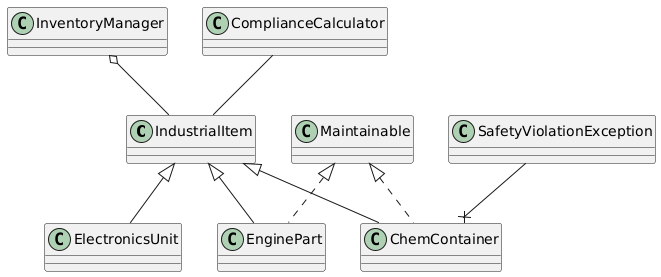 C InventoryManager
C ComplianceCalculator
C IndustrialItem
C Maintainable
C SafetyViolationException
C ElectronicsUnit
C EnginePart
C ChemContainer